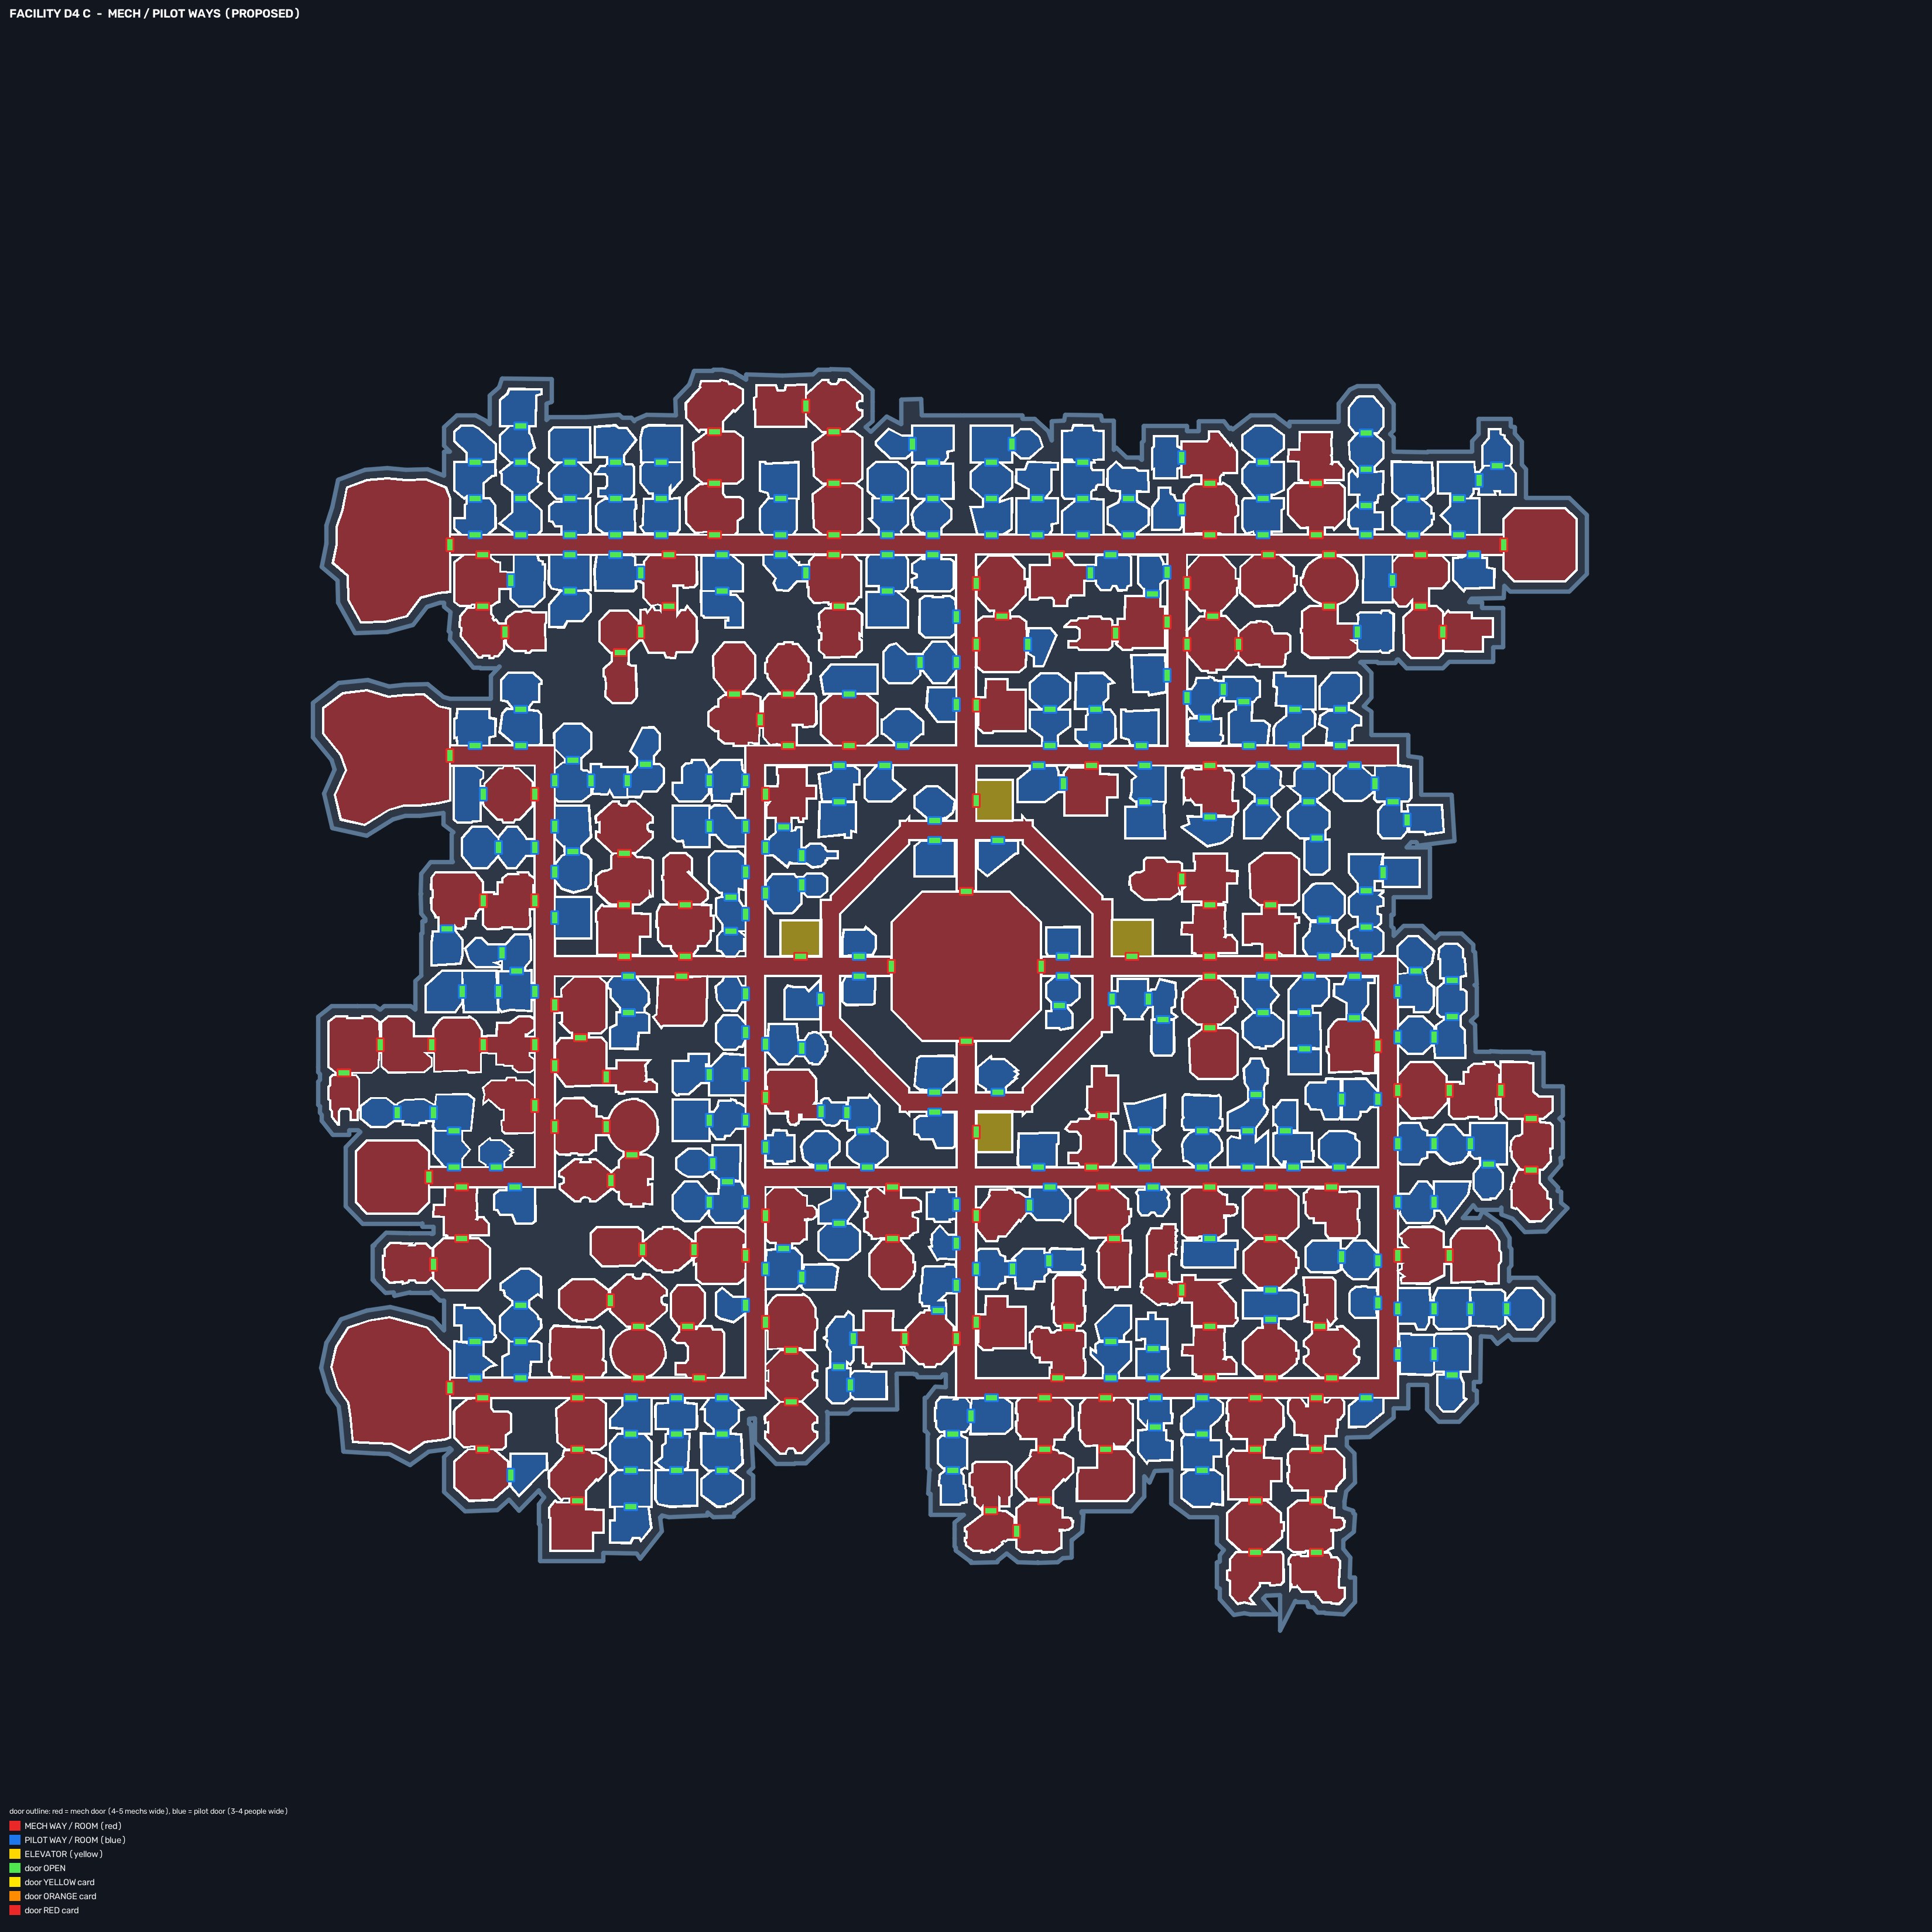 FACILITY D4 C - MECH / PILOT WAYS (PROPOSED)
door outline: red = mech door (4-5 mechs wide), blue = pilot door (3-4 people wide)
MECH WAY / ROOM (red)
PILOT WAY / ROOM (blue)
ELEVATOR (yellow)
door OPEN
door YELLOW card
door ORANGE card
door RED card